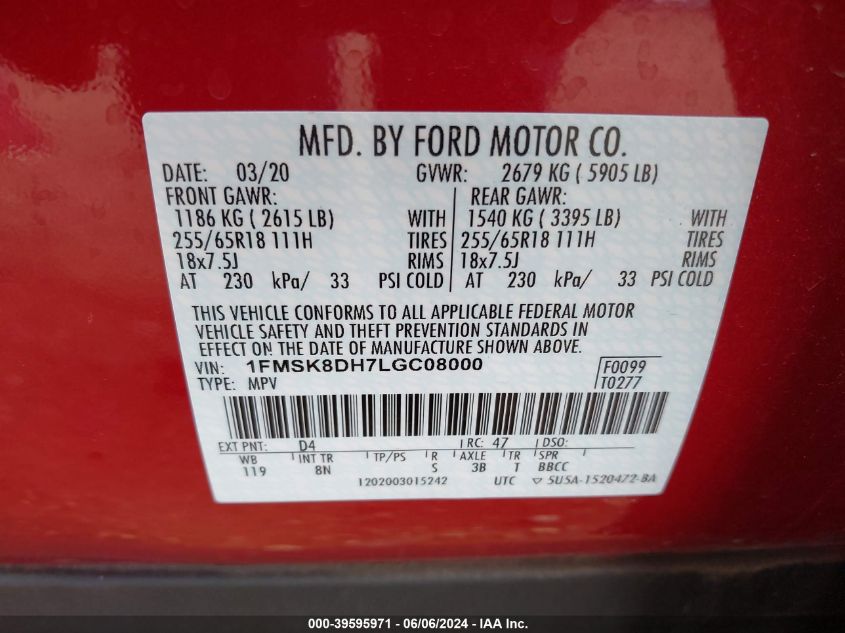 MFD. BY FORD MOTOR CO.
DATE: 03/20 GVWR: 2679 KG ( 5905 LB)
FRONT GAWR: REAR GAWR:
1186 KG ( 2615 LB) WITH 1540 KG ( 3395 LB) WITH
255/65R18 111H TIRES 255/65R18 111H TIRES
18x7.5J RIMS 18x7.5J RIMS
AT 230 kPa/ 33 PSI COLD AT 230 kPa/ 33 PSI COLD
THIS VEHICLE CONFORMS TO ALL APPLICABLE FEDERAL MOTOR
VEHICLE SAFETY AND THEFT PREVENTION STANDARDS IN
EFFECT ON THE DATE OF MANUFACTURE SHOWN ABOVE.
VIN: 1FMSK8DH7LGC08000 F0099
TYPE: MPV T0277
EXT PNT: D4 RC: 47 DSO:
WB INT TR TP/PS R AXLE TR SPR
119 8N S 3B T BBCC
1202003015242 UTC ▽ 5U5A-1520472-BA
000-39595971 - 06/06/2024 - IAA Inc.